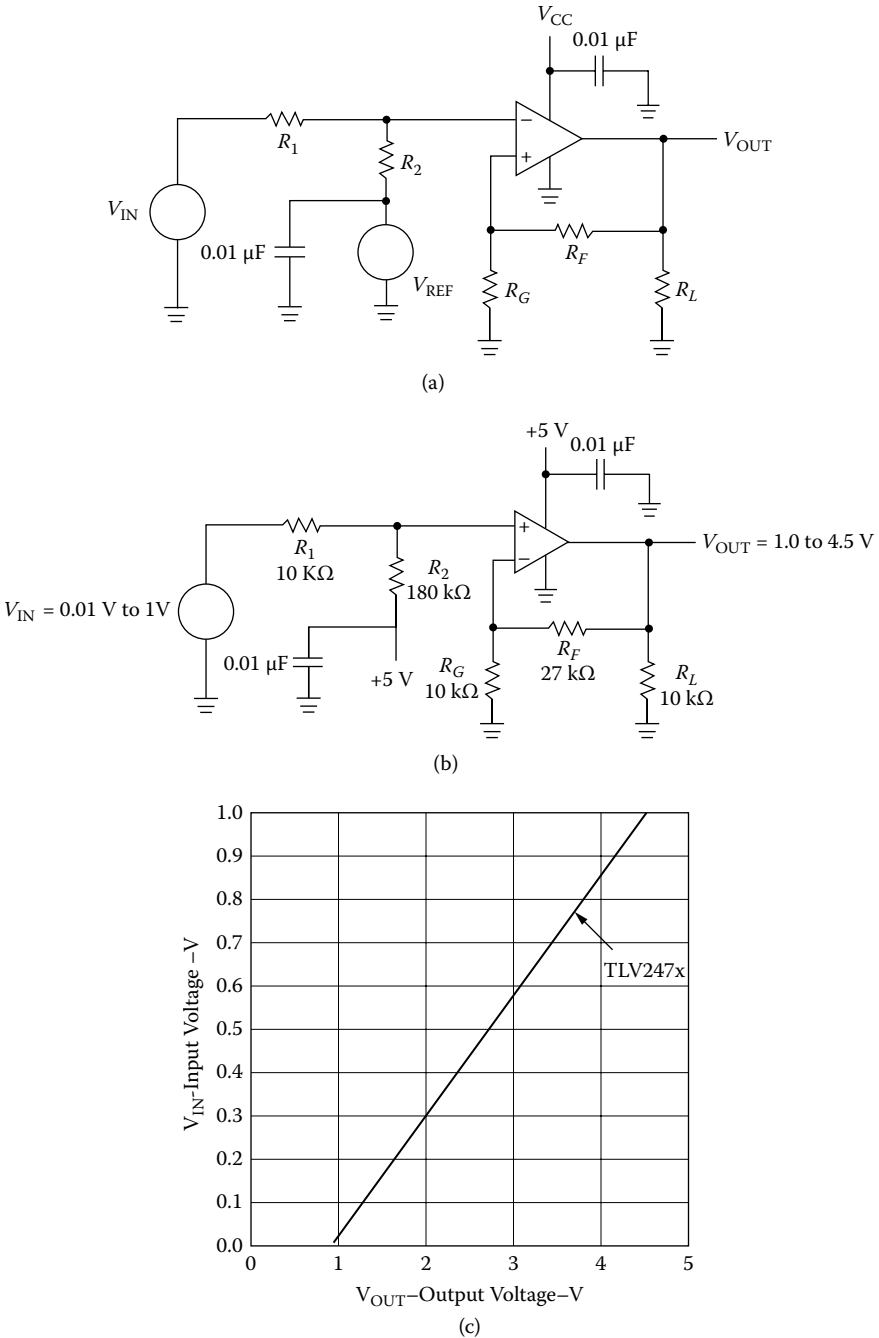 V_CC
0.01 µF
R_1
−
R_2
+
V_OUT
V_IN
0.01 µF
V_REF
R_F
R_G
R_L
(a)
+5 V
0.01 µF
R_1
10 KΩ
+
−
V_OUT = 1.0 to 4.5 V
R_2
180 kΩ
V_IN = 0.01 V to 1V
0.01 µF
+5 V
R_G
10 kΩ
R_F
27 kΩ
R_L
10 kΩ
(b)
1.0
0.9
0.8
0.7
0.6
0.5
0.4
0.3
0.2
0.1
0.0
V_IN-Input Voltage –V
TLV247x
0 1 2 3 4 5
V_OUT–Output Voltage–V
(c)